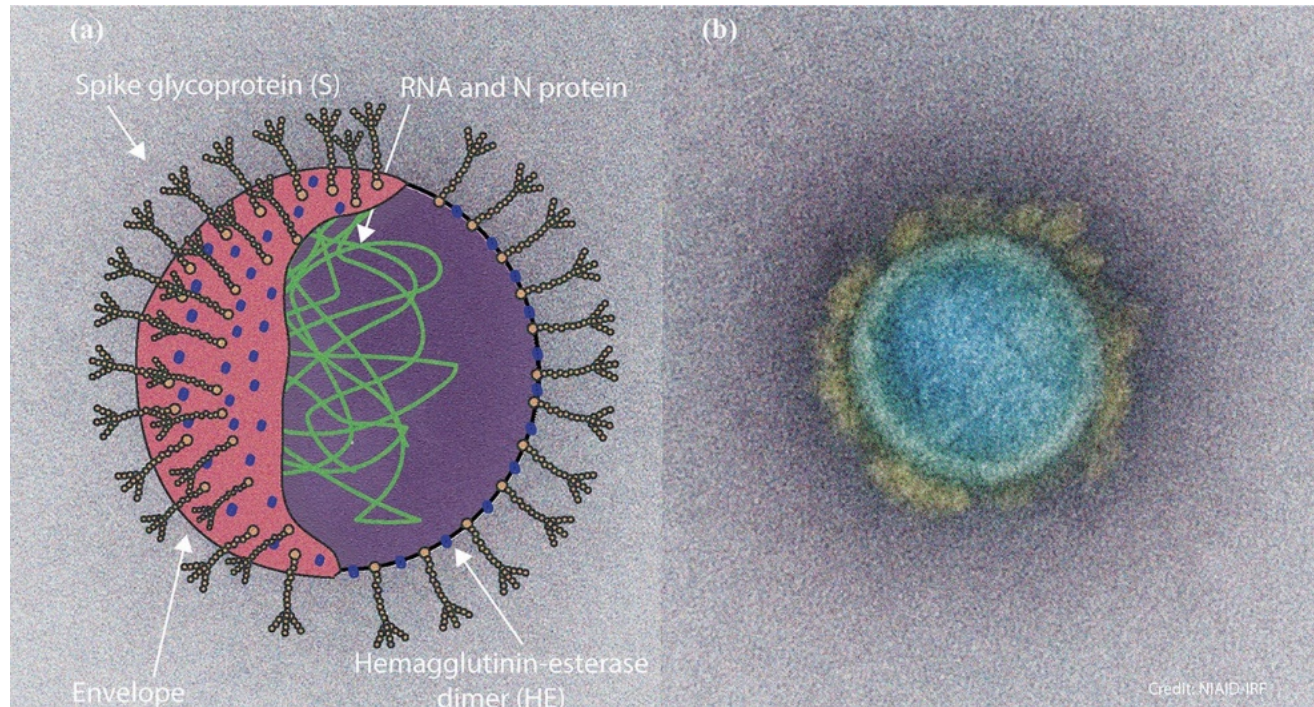 (a)
Spike glycoprotein (S)
RNA and N protein
Envelope
Hemagglutinin-esterase
dimer (HE)
(b)
Credit: NIAID-IRF